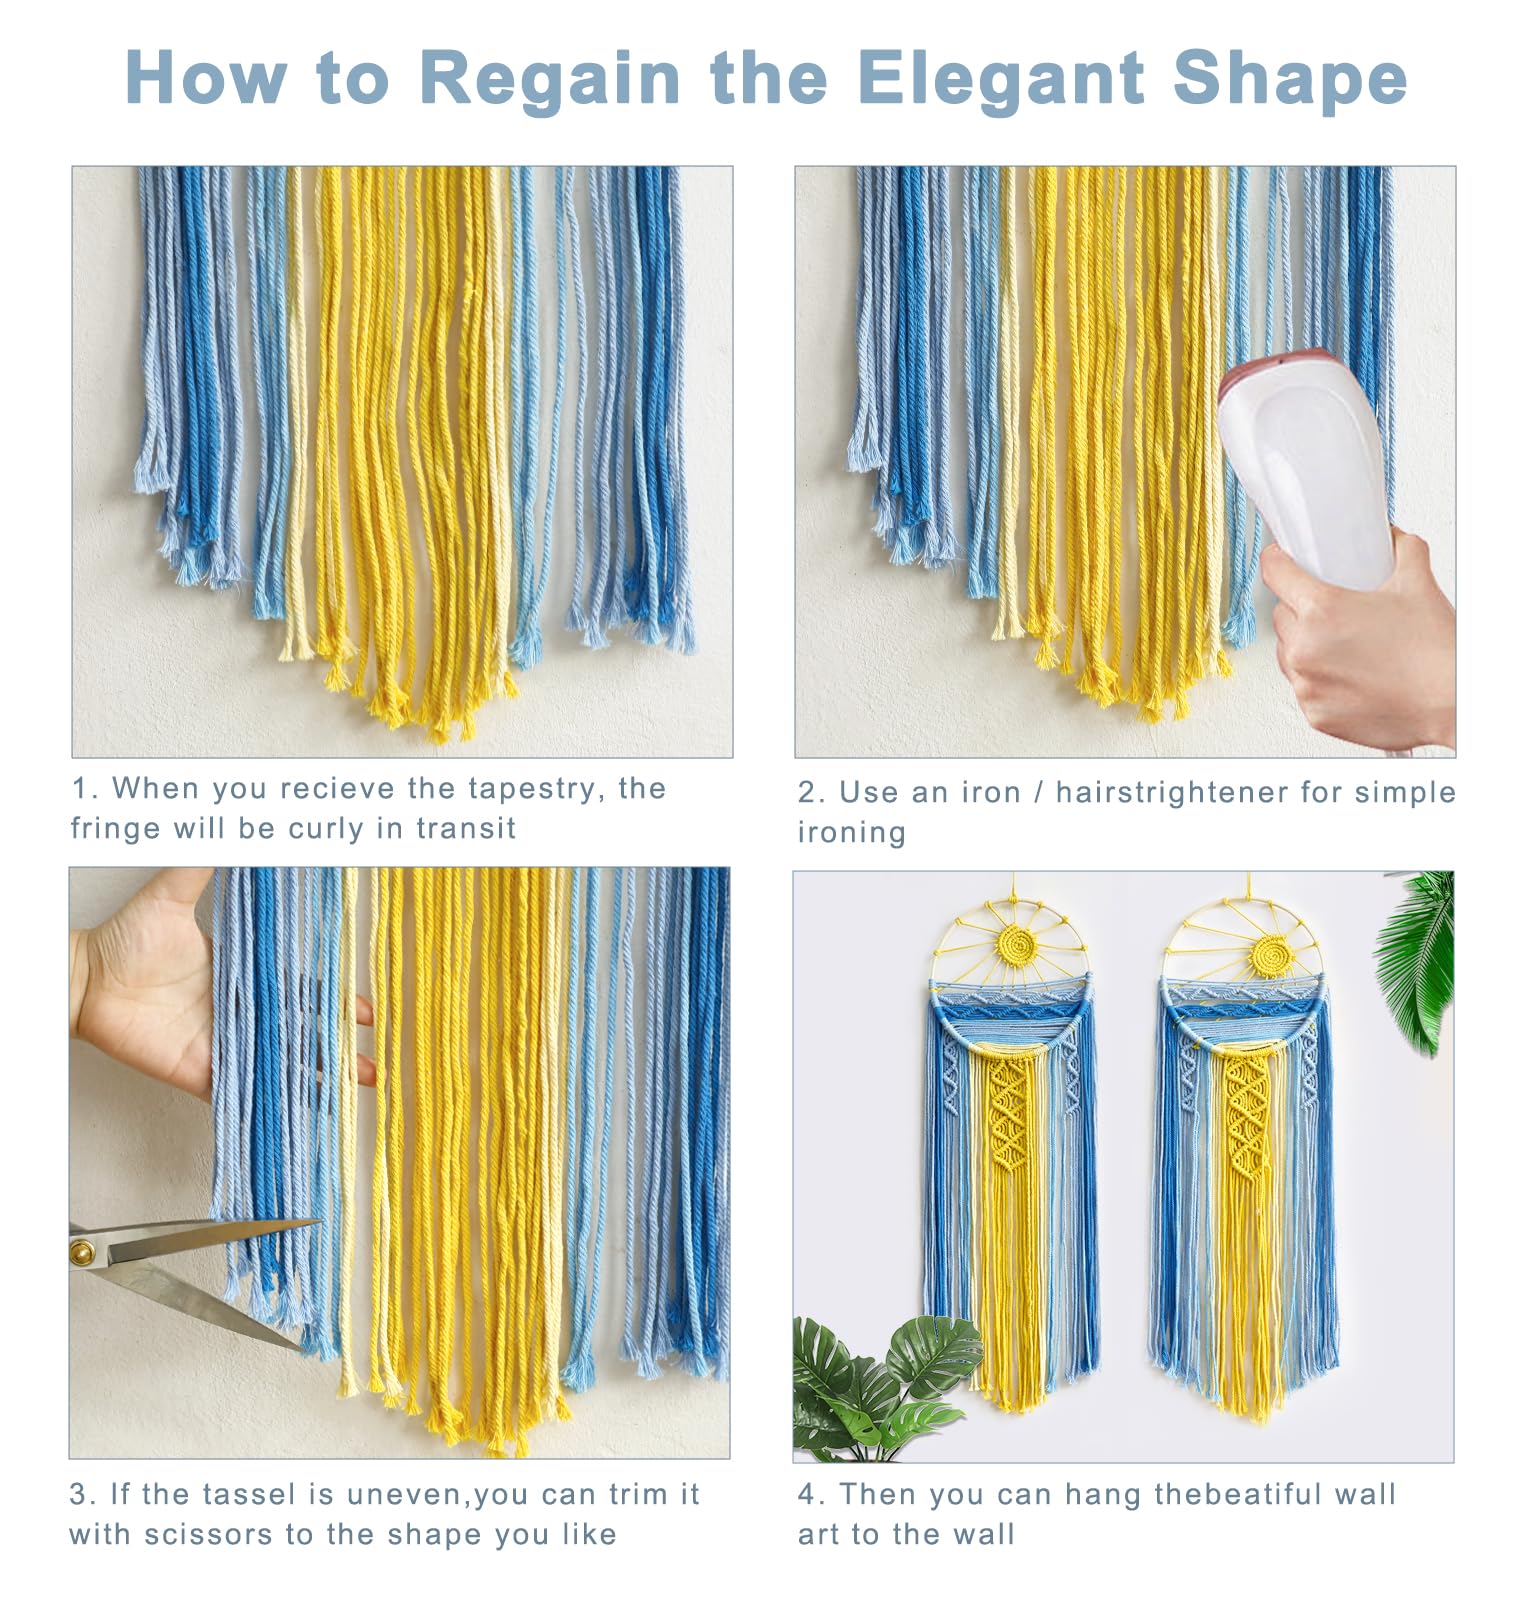 How to Regain the Elegant Shape
1. When you recieve the tapestry, the
fringe will be curly in transit
2. Use an iron / hairstrightener for simple
ironing
3. If the tassel is uneven,you can trim it
with scissors to the shape you like
4. Then you can hang thebeatiful wall
art to the wall